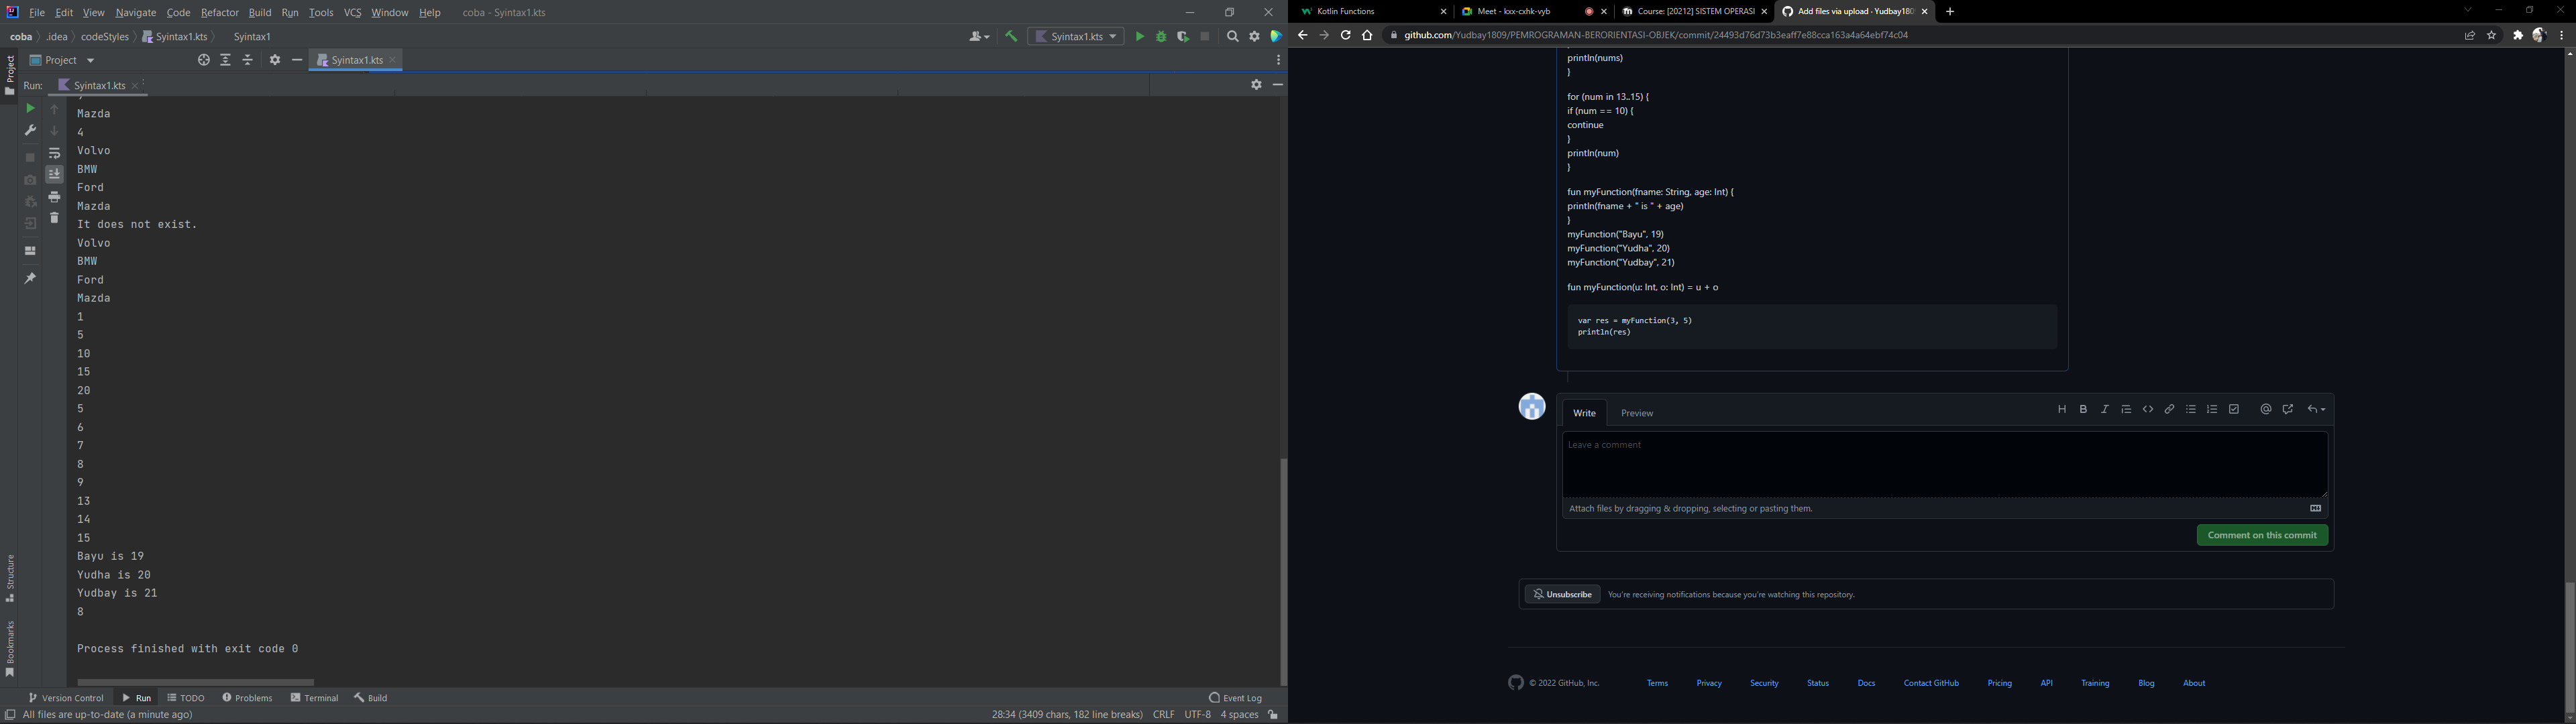 File Edit View Navigate Code Refactor Build Run Tools VCS Window Help coba - Syintax1.kts
coba .idea codeStyles Syintax1.kts Syintax1
Syintax1.kts
Project
Project Syintax1.kts
Run: Syintax1.kts
Mazda
4
Volvo
BMW
Ford
Mazda
It does not exist.
Volvo
BMW
Ford
Mazda
1
5
10
15
20
5
6
7
8
9
13
14
15
Bayu is 19
Yudha is 20
Yudbay is 21
8
Process finished with exit code 0
Structure
Bookmarks
Version Control Run TODO Problems Terminal Build Event Log
All files are up-to-date (a minute ago) 28:34 (3409 chars, 182 line breaks) CRLF UTF-8 4 spaces
Kotlin Functions Meet - kxx-cxhk-vyb Course: [20212] SISTEM OPERASI Add files via upload · Yudbay180
github.com/Yudbay1809/PEMROGRAMAN-BERORIENTASI-OBJEK/commit/24493d76d73b3eaff7e88cca163a4a64ebf74c04
println(nums)
}
for (num in 13..15) {
if (num == 10) {
continue
}
println(num)
}
fun myFunction(fname: String, age: Int) {
println(fname + " is " + age)
}
myFunction("Bayu", 19)
myFunction("Yudha", 20)
myFunction("Yudbay", 21)
fun myFunction(u: Int, o: Int) = u + o
var res = myFunction(3, 5)
println(res)
Write Preview
Leave a comment
Attach files by dragging & dropping, selecting or pasting them.
Comment on this commit
Unsubscribe You're receiving notifications because you're watching this repository.
© 2022 GitHub, Inc. Terms Privacy Security Status Docs Contact GitHub Pricing API Training Blog About